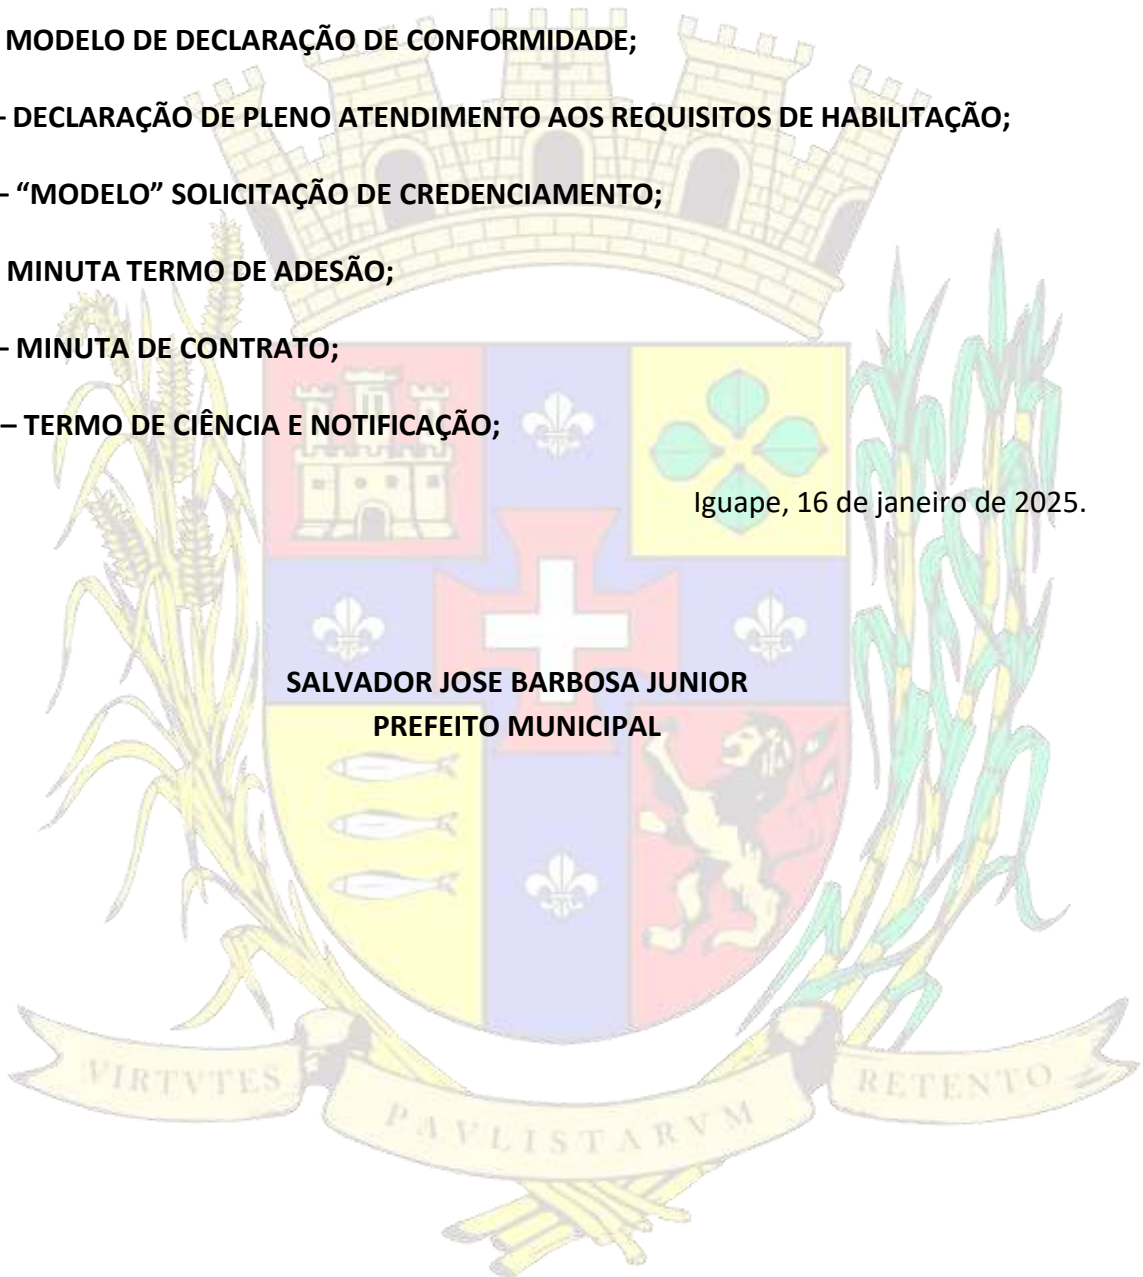 MODELO DE DECLARAÇÃO DE CONFORMIDADE;
- DECLARAÇÃO DE PLENO ATENDIMENTO AOS REQUISITOS DE HABILITAÇÃO;
- “MODELO” SOLICITAÇÃO DE CREDENCIAMENTO;
MINUTA TERMO DE ADESÃO;
- MINUTA DE CONTRATO;
– TERMO DE CIÊNCIA E NOTIFICAÇÃO;
Iguape, 16 de janeiro de 2025.
SALVADOR JOSE BARBOSA JUNIOR
PREFEITO MUNICIPAL
VIRTVTES PAVLISTARVM RETENTO